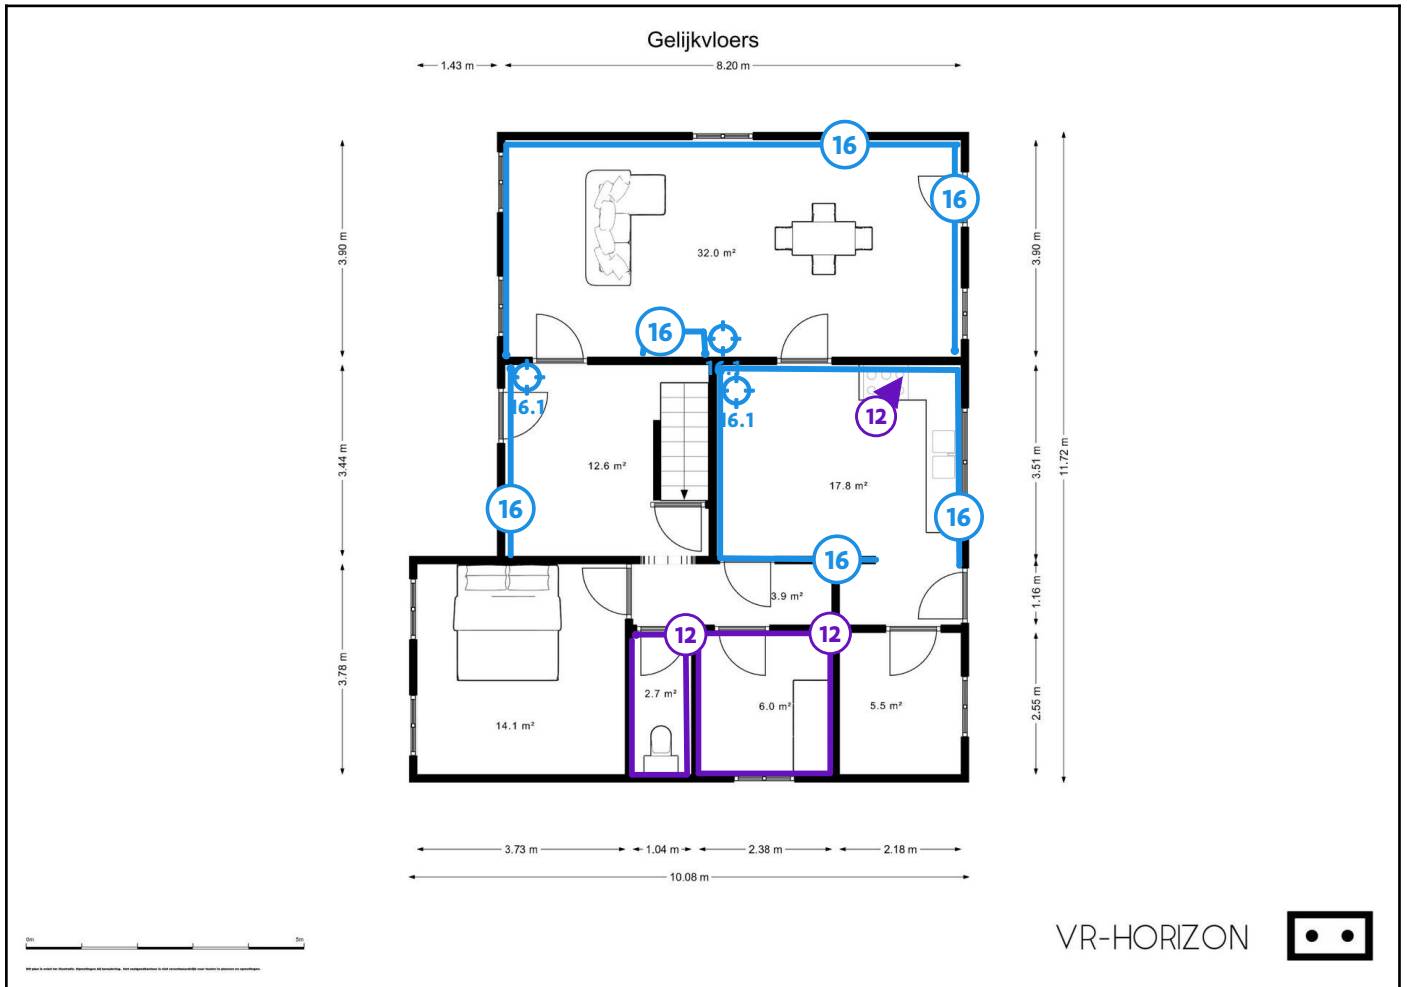 Gelijkvloers
1.43 m
8.20 m
16
16
3.90 m
3.90 m
32.0 m²
16
16.1
16.1
12
3.44 m
3.51 m
11.72 m
12.6 m²
17.8 m²
16
16
16
3.9 m²
1.16 m
12
12
3.78 m
2.7 m²
6.0 m²
5.5 m²
2.55 m
14.1 m²
3.73 m
1.04 m
2.38 m
2.18 m
10.08 m
0m
5m
VR-HORIZON